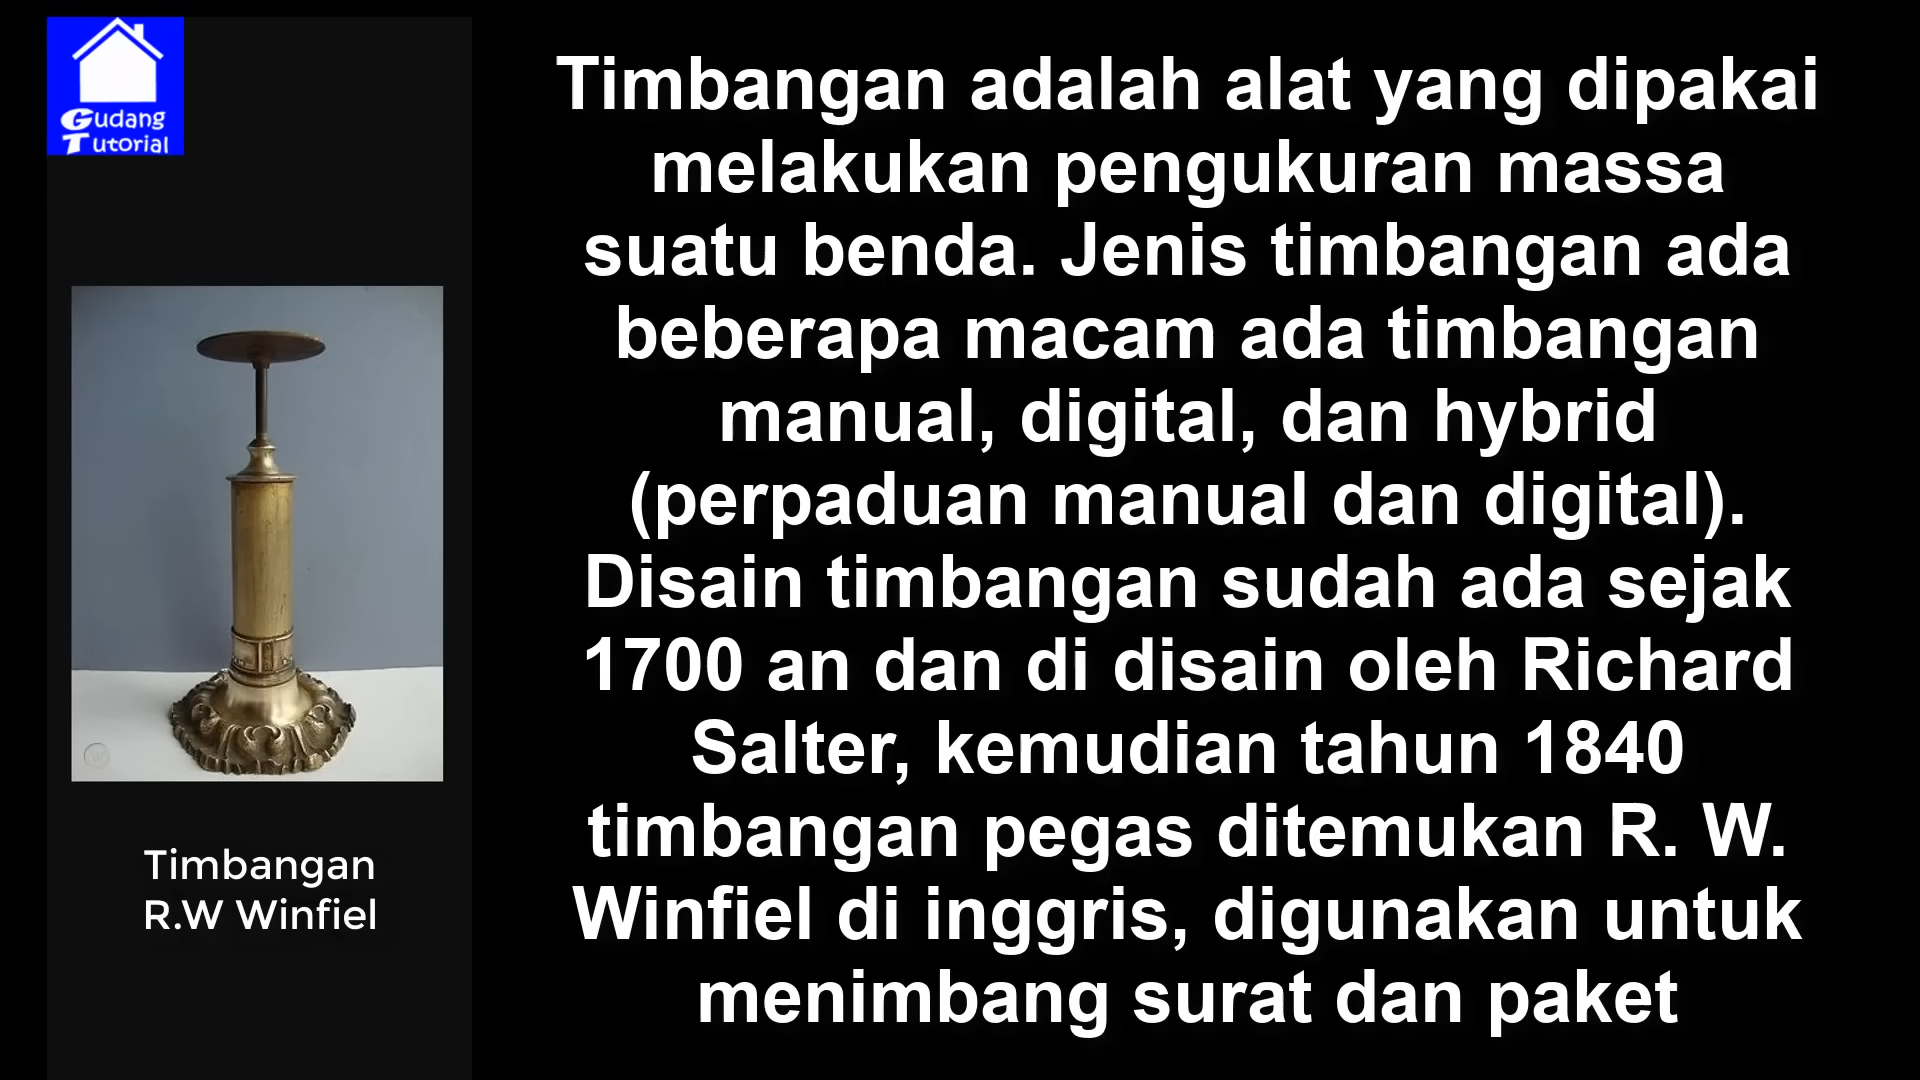 Gudang
Tutorial
Timbangan adalah alat yang dipakai
melakukan pengukuran massa
suatu benda. Jenis timbangan ada
beberapa macam ada timbangan
manual, digital, dan hybrid
(perpaduan manual dan digital).
Disain timbangan sudah ada sejak
1700 an dan di disain oleh Richard
Salter, kemudian tahun 1840
timbangan pegas ditemukan R. W.
Winfiel di inggris, digunakan untuk
menimbang surat dan paket
Timbangan
R.W Winfiel